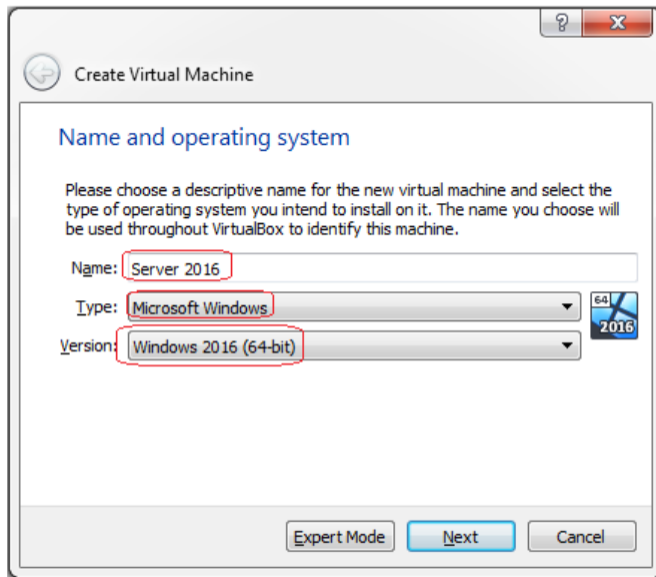 ?
X
Create Virtual Machine
Name and operating system
Please choose a descriptive name for the new virtual machine and select the
type of operating system you intend to install on it. The name you choose will
be used throughout VirtualBox to identify this machine.
Name: Server 2016
Type: Microsoft Windows
64
2016
Version: Windows 2016 (64-bit)
Expert Mode Next Cancel